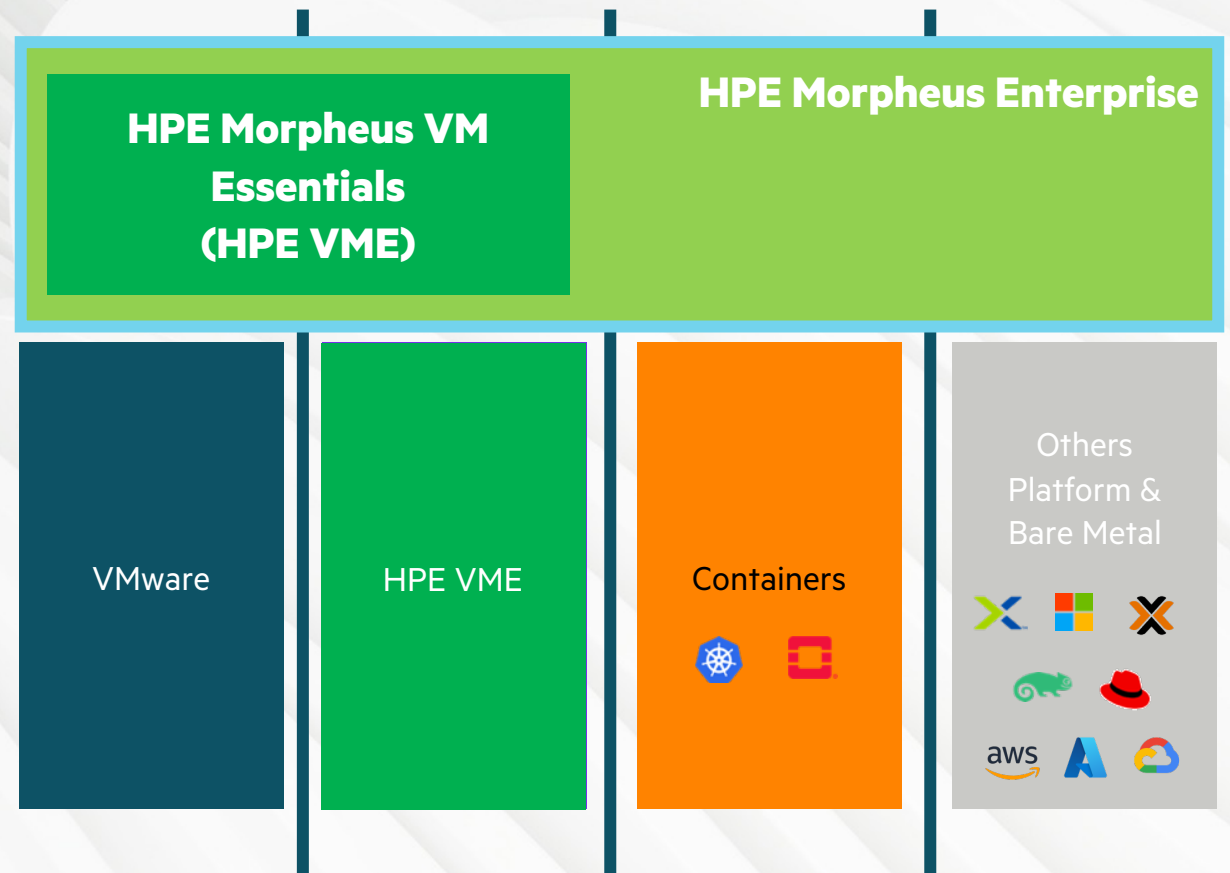 HPE Morpheus VM
Essentials
(HPE VME)
HPE Morpheus Enterprise
VMware
HPE VME
Containers
Others
Platform &
Bare Metal
aws